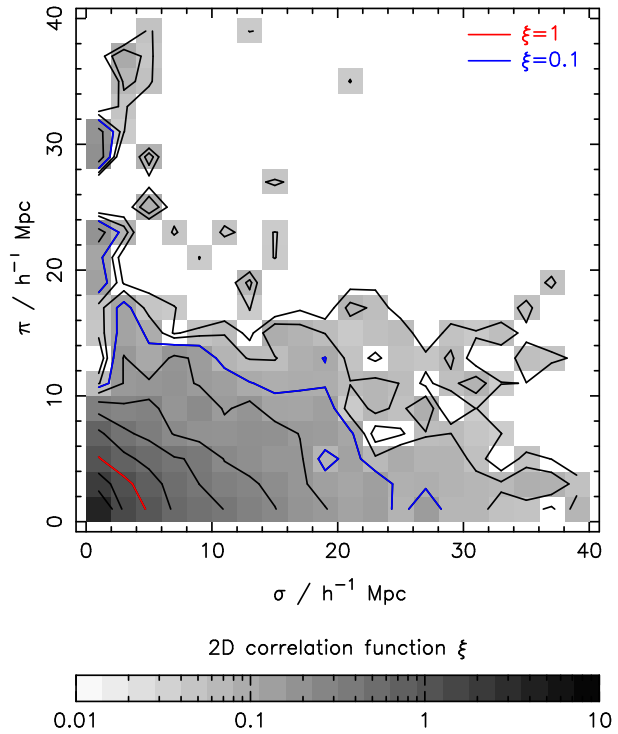 40
ξ=1
ξ=0.1
30
20
10
0
π / h⁻¹ Mpc
0 10 20 30 40
σ / h⁻¹ Mpc
2D correlation function ξ
0.01 0.1 1 10